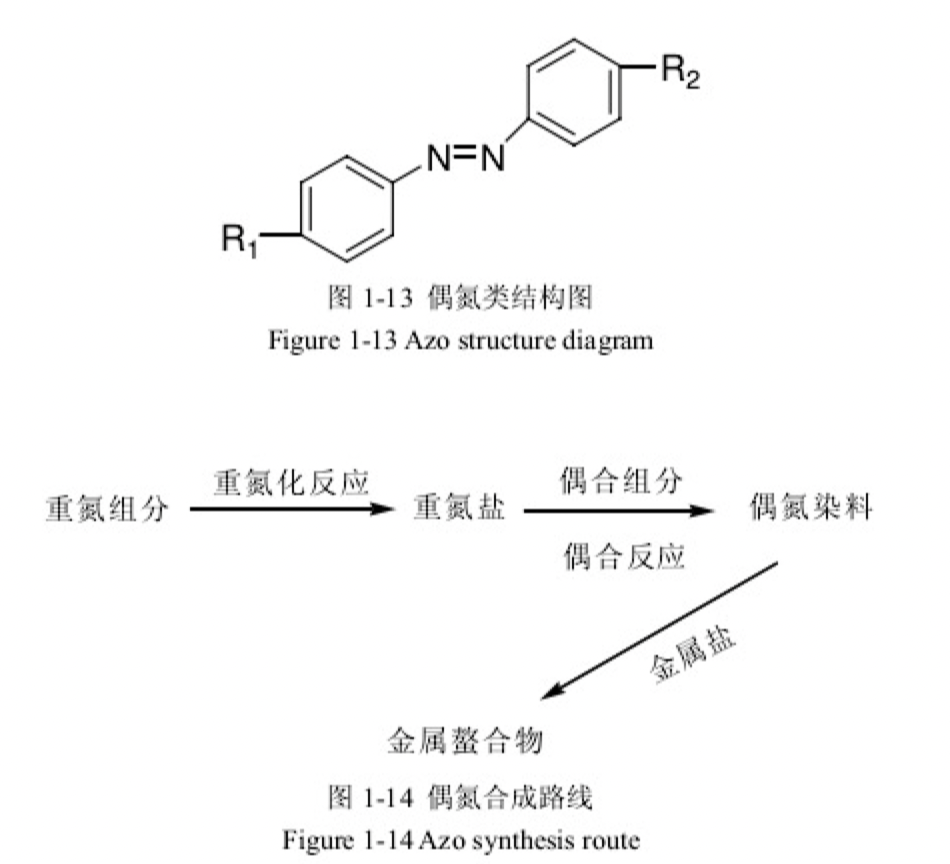 R2
N=N
R1
图 1-13 偶氮类结构图
Figure 1-13 Azo structure diagram
重氮化反应
偶合组分
重氮组分
重氮盐
偶氮染料
偶合反应
金属盐
金属螯合物
图 1-14 偶氮合成路线
Figure 1-14 Azo synthesis route